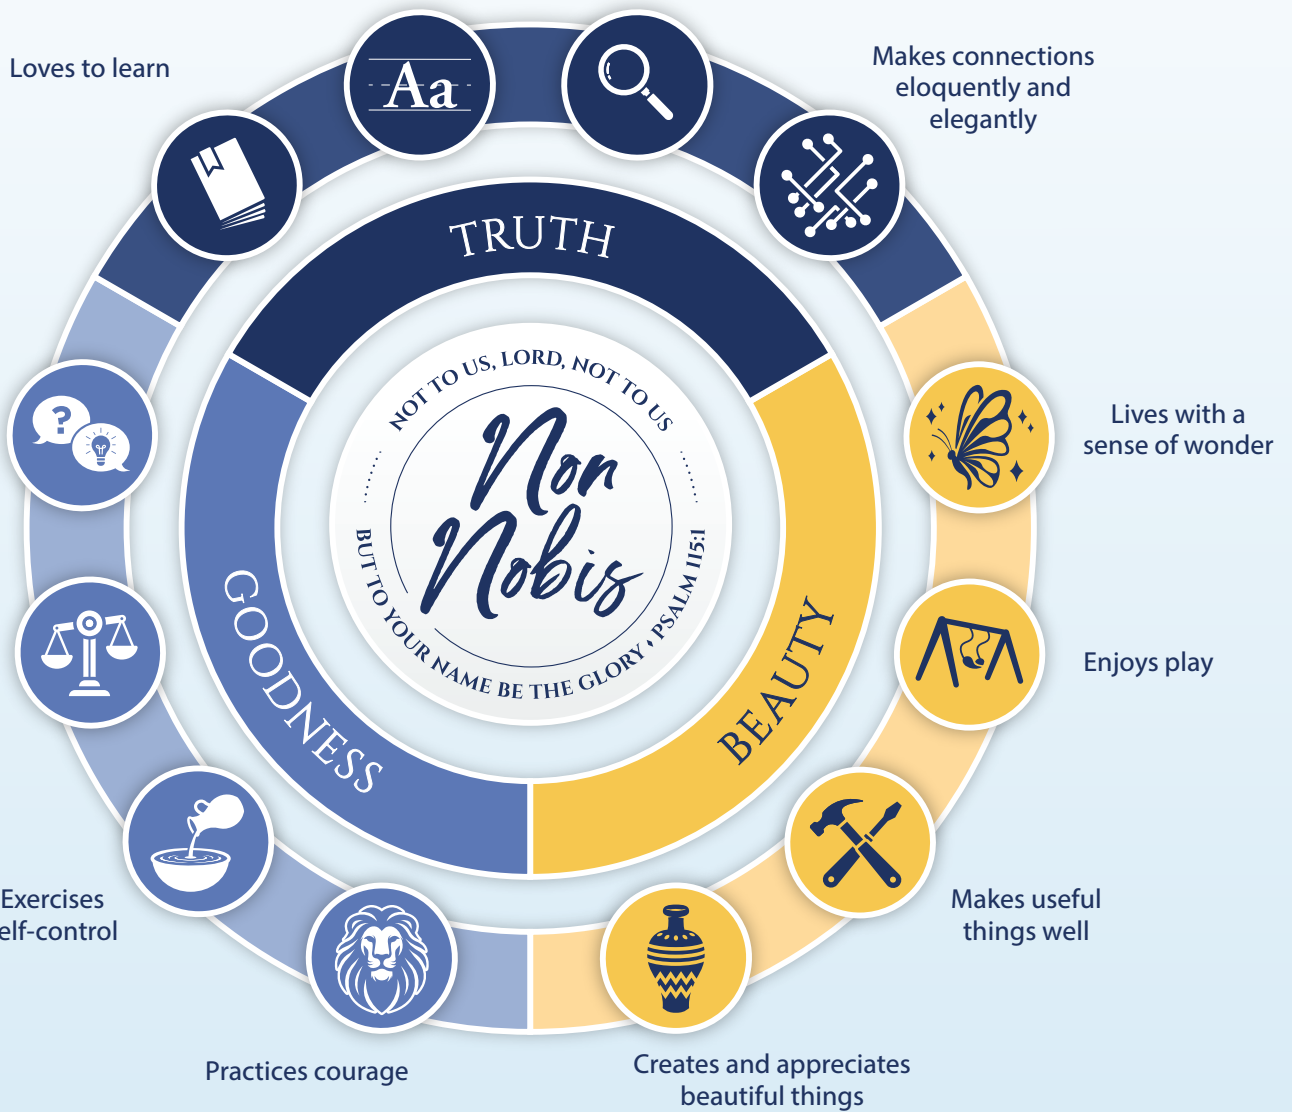 Loves to learn
Aa
Makes connections
eloquently and
elegantly
TRUTH
NOT TO US, LORD, NOT TO US
Non
Nobis
BUT TO YOUR NAME BE THE GLORY • PSALM 115:1
?
Lives with a
sense of wonder
GOODNESS
BEAUTY
Enjoys play
Exercises
elf-control
Makes useful
things well
Practices courage
Creates and appreciates
beautiful things